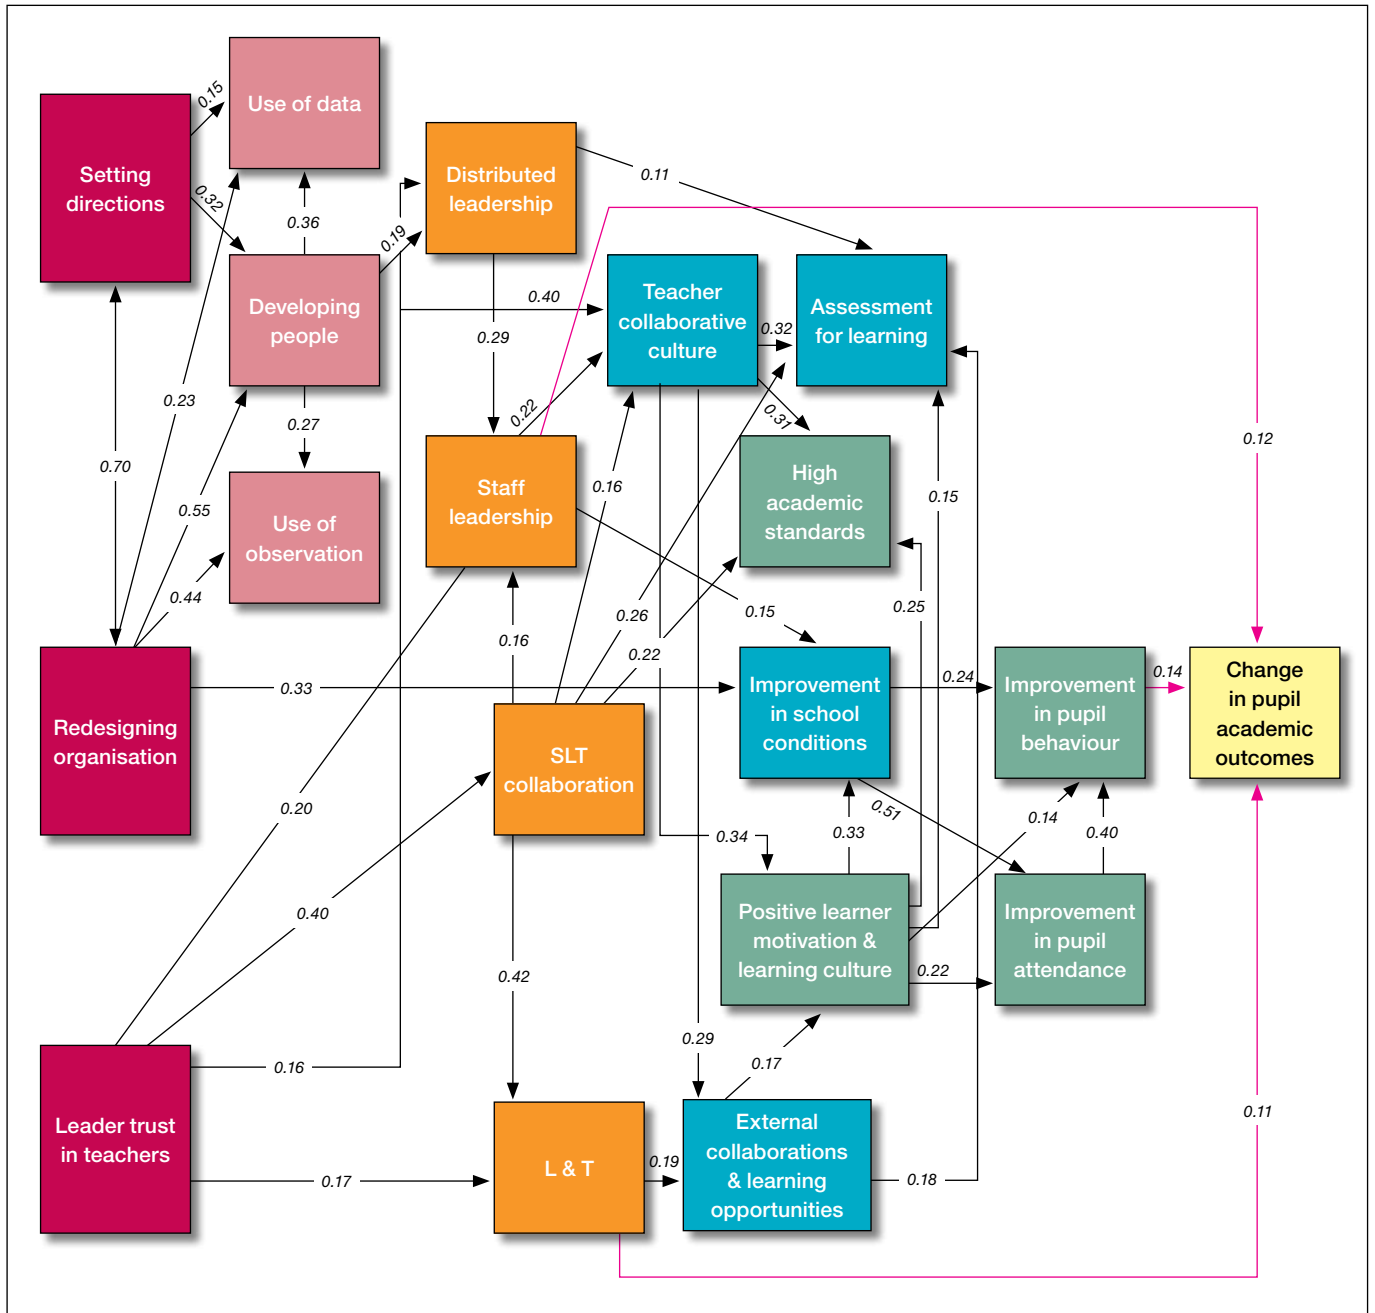 Use of data
0.15
Setting
directions
0.32
Distributed
leadership
0.11
0.36
0.19
Developing
people
0.40
Teacher
collaborative
culture
0.32
Assessment
for learning
0.29
0.23
0.27
0.22
0.31
0.12
0.70
0.55
Use of
observation
0.44
Staff
leadership
0.16
High
academic
standards
0.15
0.25
0.15
0.26
0.22
0.16
0.33
Redesigning
organisation
SLT
collaboration
Improvement
in school
conditions
0.24
Improvement
in pupil
behaviour
0.14
Change
in pupil
academic
outcomes
0.20
0.51
0.14
0.34
0.33
0.40
0.40
Positive learner
motivation &
learning culture
0.22
Improvement
in pupil
attendance
0.42
0.29
0.17
0.16
0.11
Leader trust
in teachers
0.17
L & T
0.19
External
collaborations
& learning
opportunities
0.18